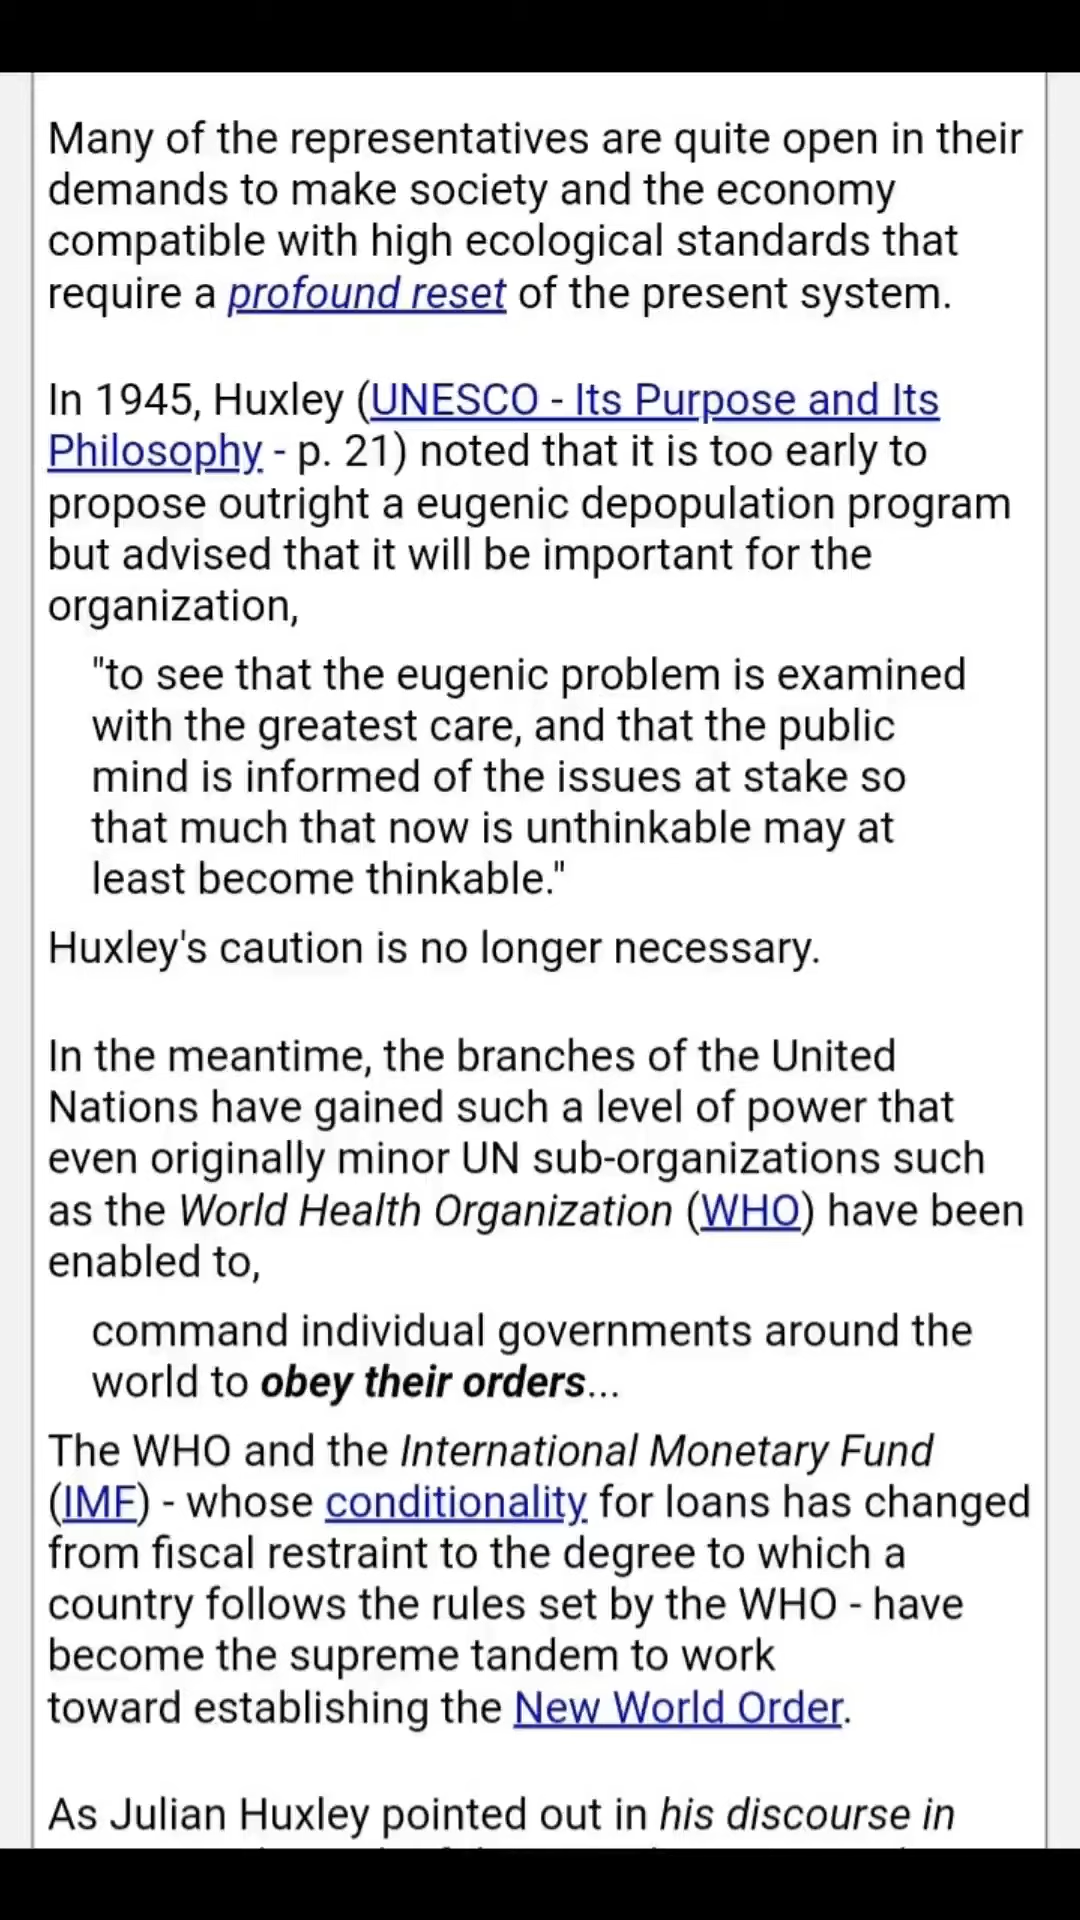 Many of the representatives are quite open in their
demands to make society and the economy
compatible with high ecological standards that
require a profound reset of the present system.
In 1945, Huxley (UNESCO - Its Purpose and Its
Philosophy - p. 21) noted that it is too early to
propose outright a eugenic depopulation program
but advised that it will be important for the
organization,
"to see that the eugenic problem is examined
with the greatest care, and that the public
mind is informed of the issues at stake so
that much that now is unthinkable may at
least become thinkable."
Huxley's caution is no longer necessary.
In the meantime, the branches of the United
Nations have gained such a level of power that
even originally minor UN sub-organizations such
as the World Health Organization (WHO) have been
enabled to,
command individual governments around the
world to obey their orders...
The WHO and the International Monetary Fund
(IMF) - whose conditionality for loans has changed
from fiscal restraint to the degree to which a
country follows the rules set by the WHO - have
become the supreme tandem to work
toward establishing the New World Order.
As Julian Huxley pointed out in his discourse in